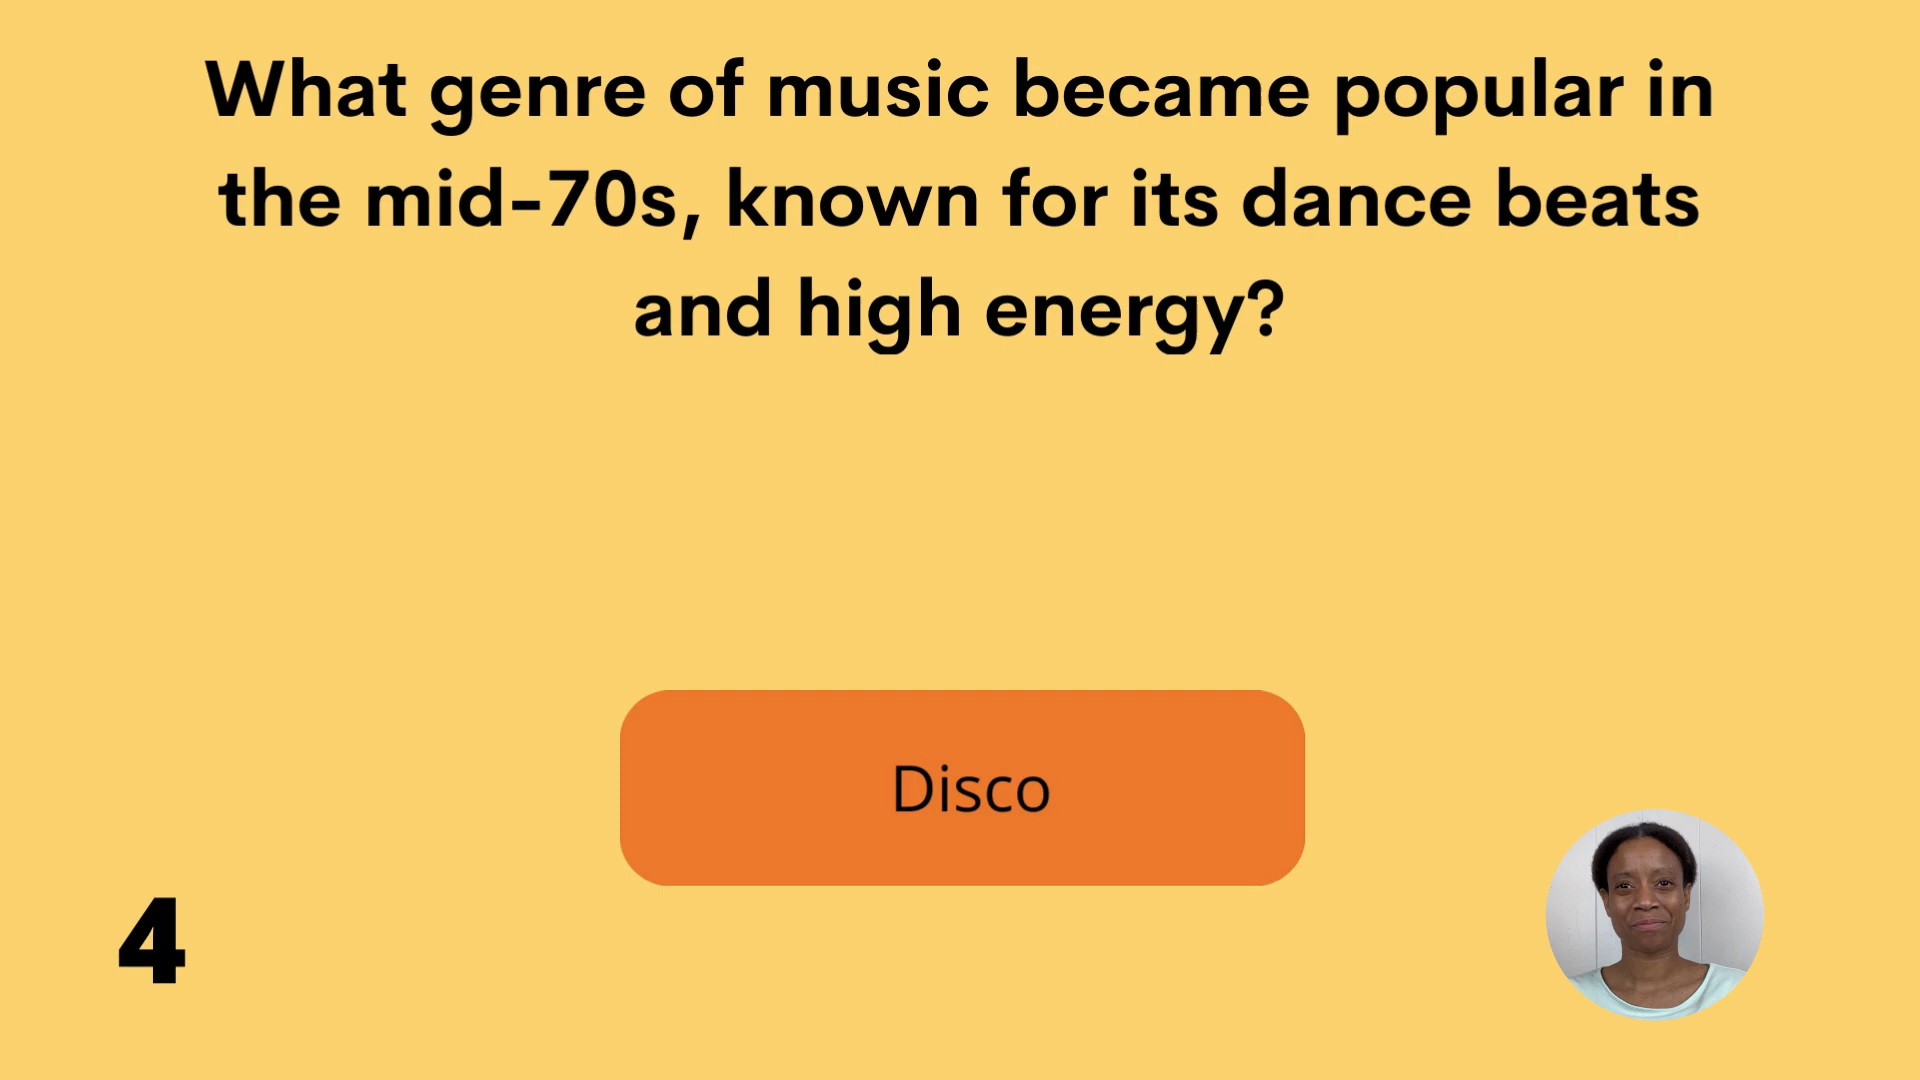 What genre of music became popular in
the mid-70s, known for its dance beats
and high energy?
Disco
4